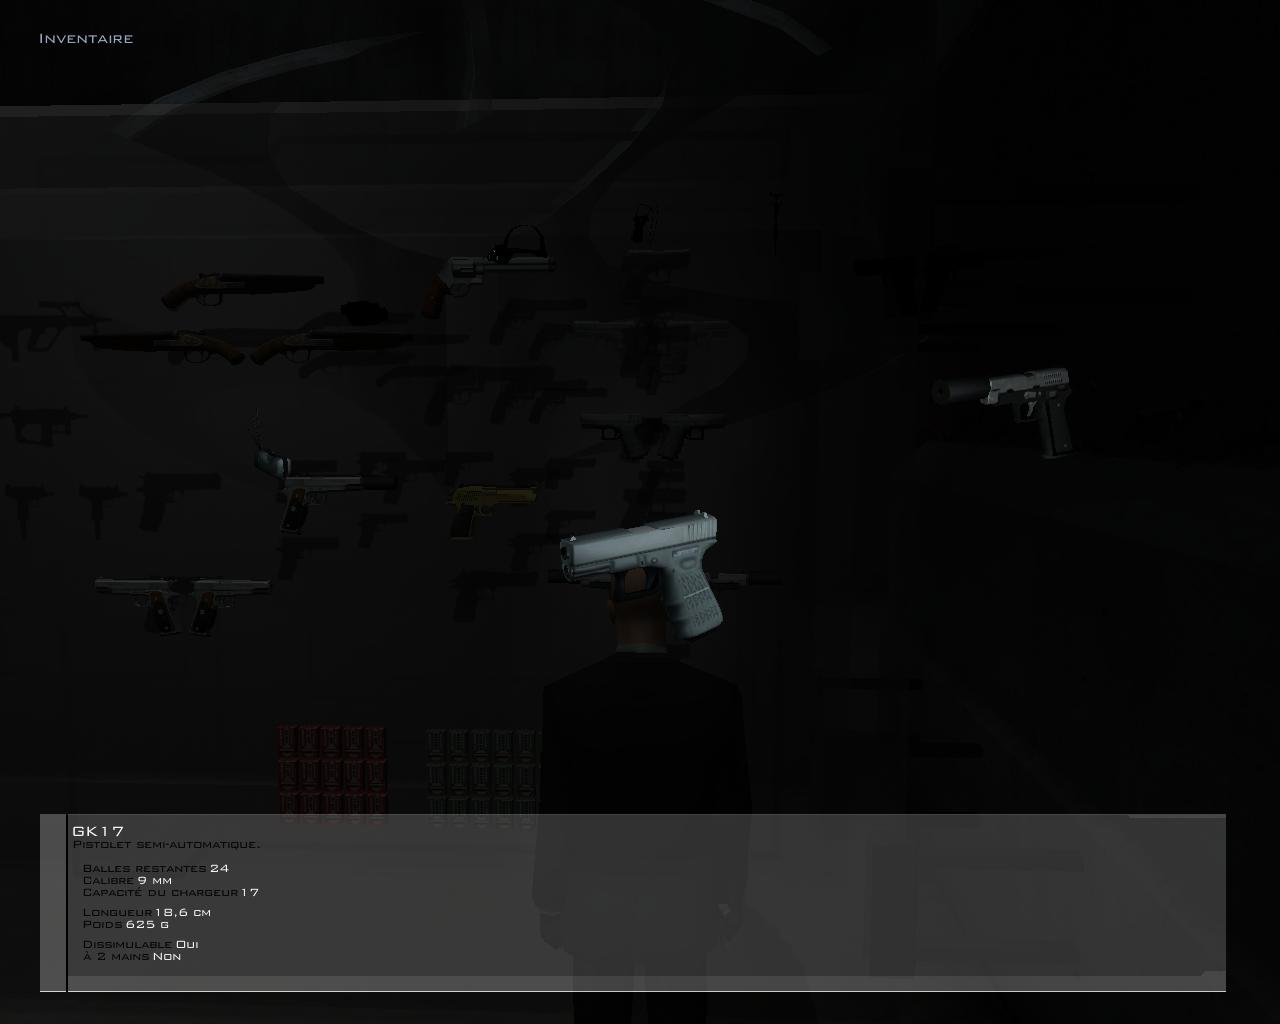 Inventaire
GK17
Pistolet semi-automatique.
Balles restantes 24
Calibre 9 mm
Capacité du chargeur 17
Longueur 18,6 cm
Poids 625 g
Dissimulable Oui
À 2 mains Non